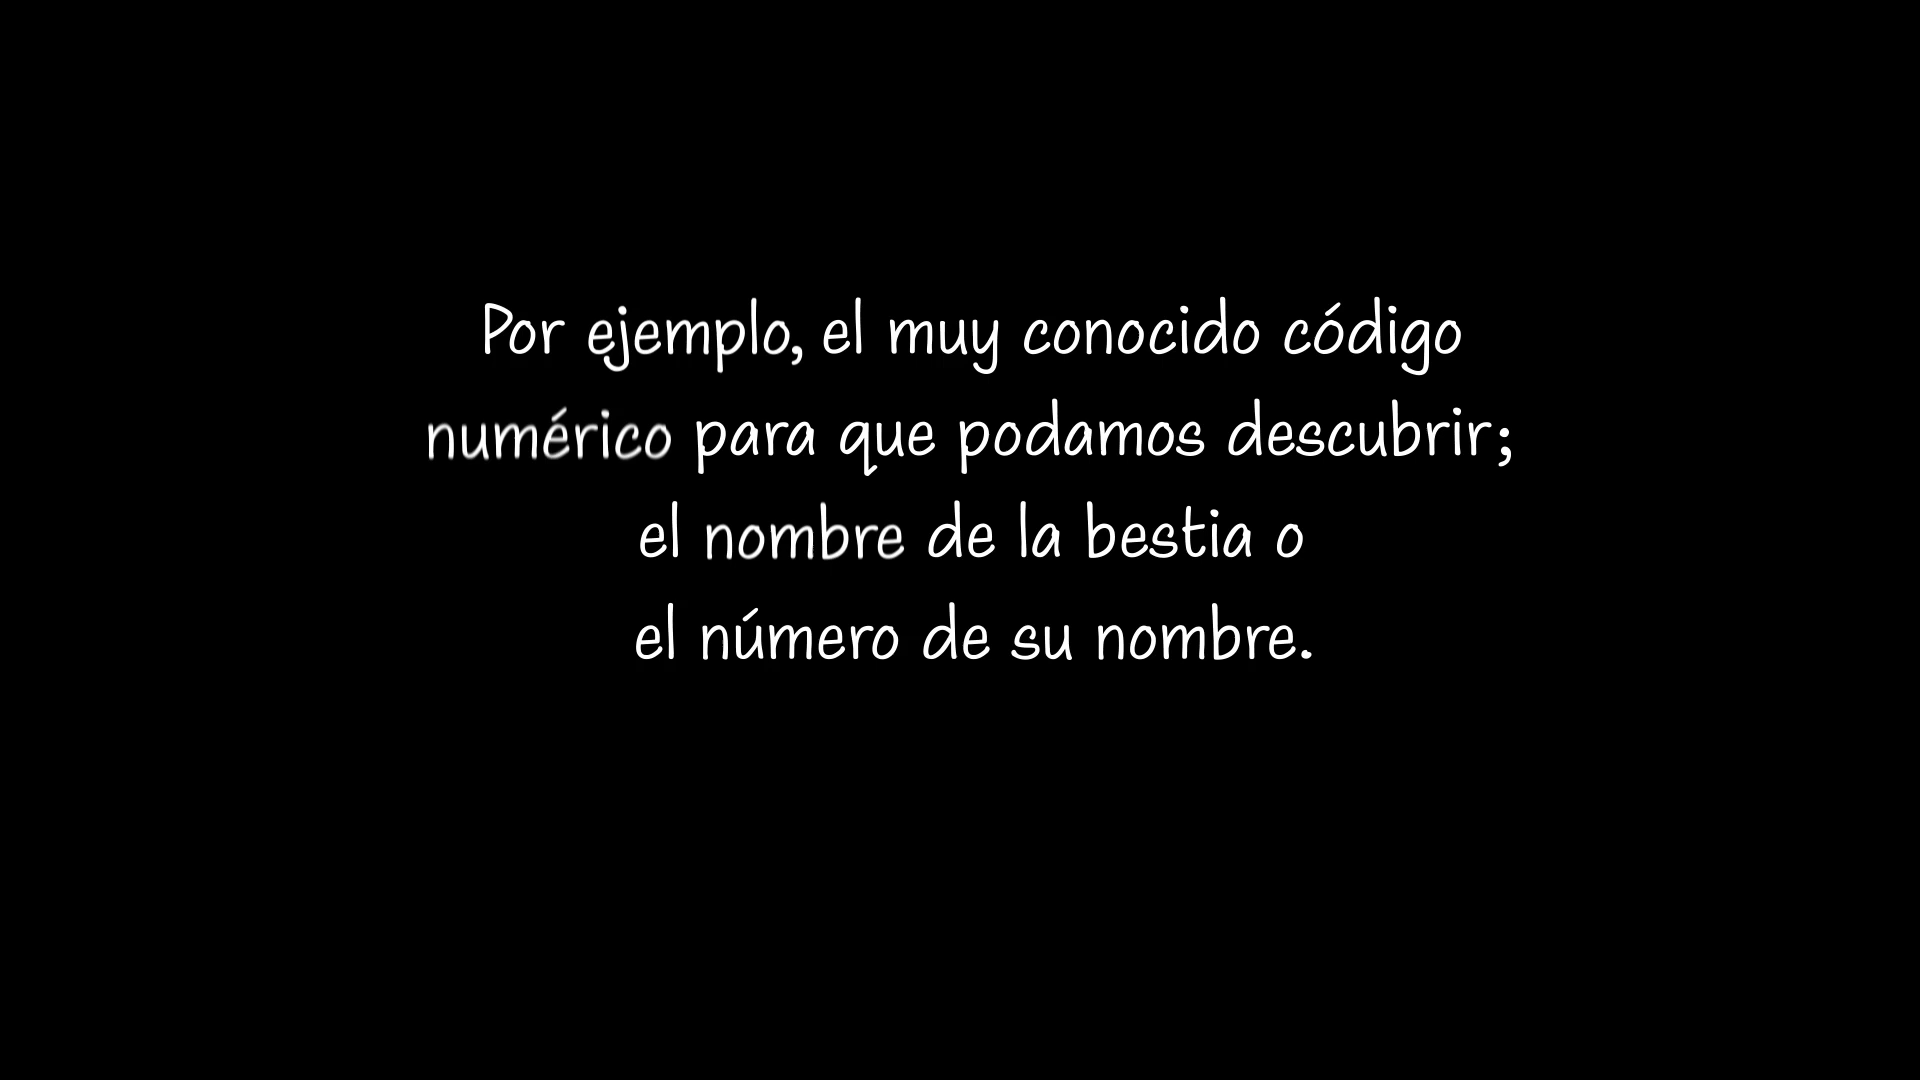 Por ejemplo, el muy conocido código
numérico para que podamos descubrir;
el nombre de la bestia o
el número de su nombre.